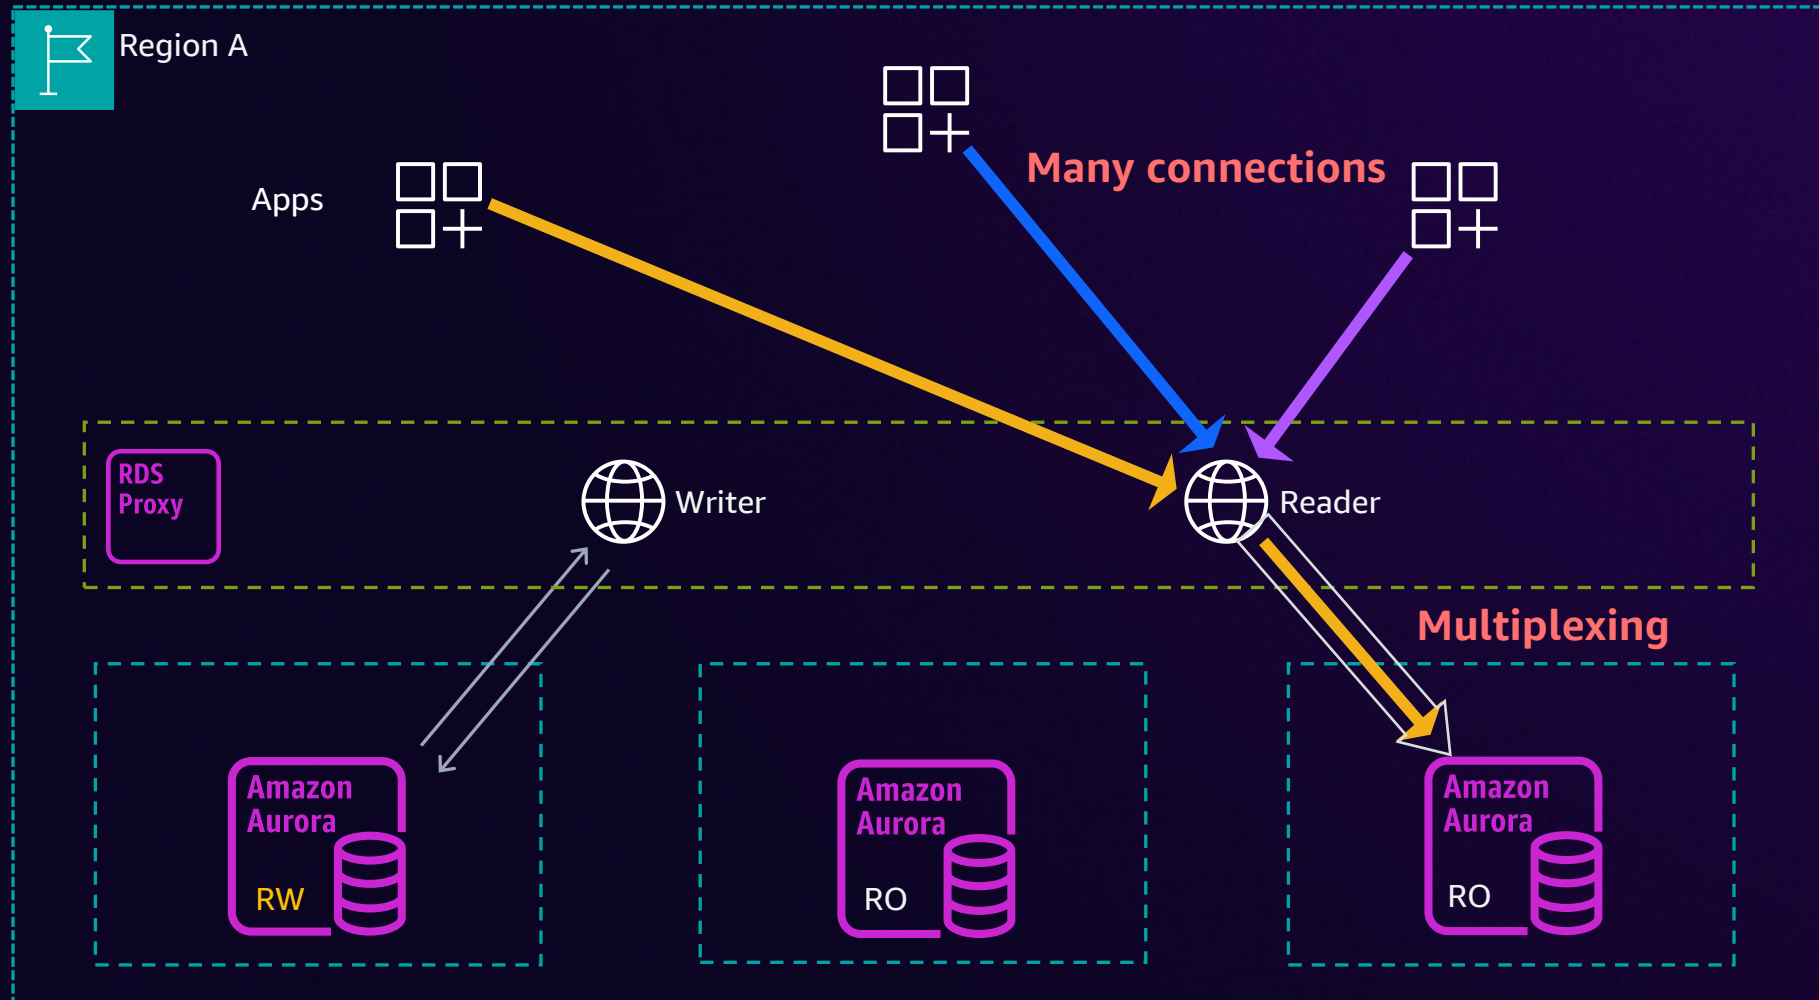 Region A
Apps
Many connections
RDS
Proxy
Writer
Reader
Multiplexing
Amazon
Aurora
RW
Amazon
Aurora
RO
Amazon
Aurora
RO